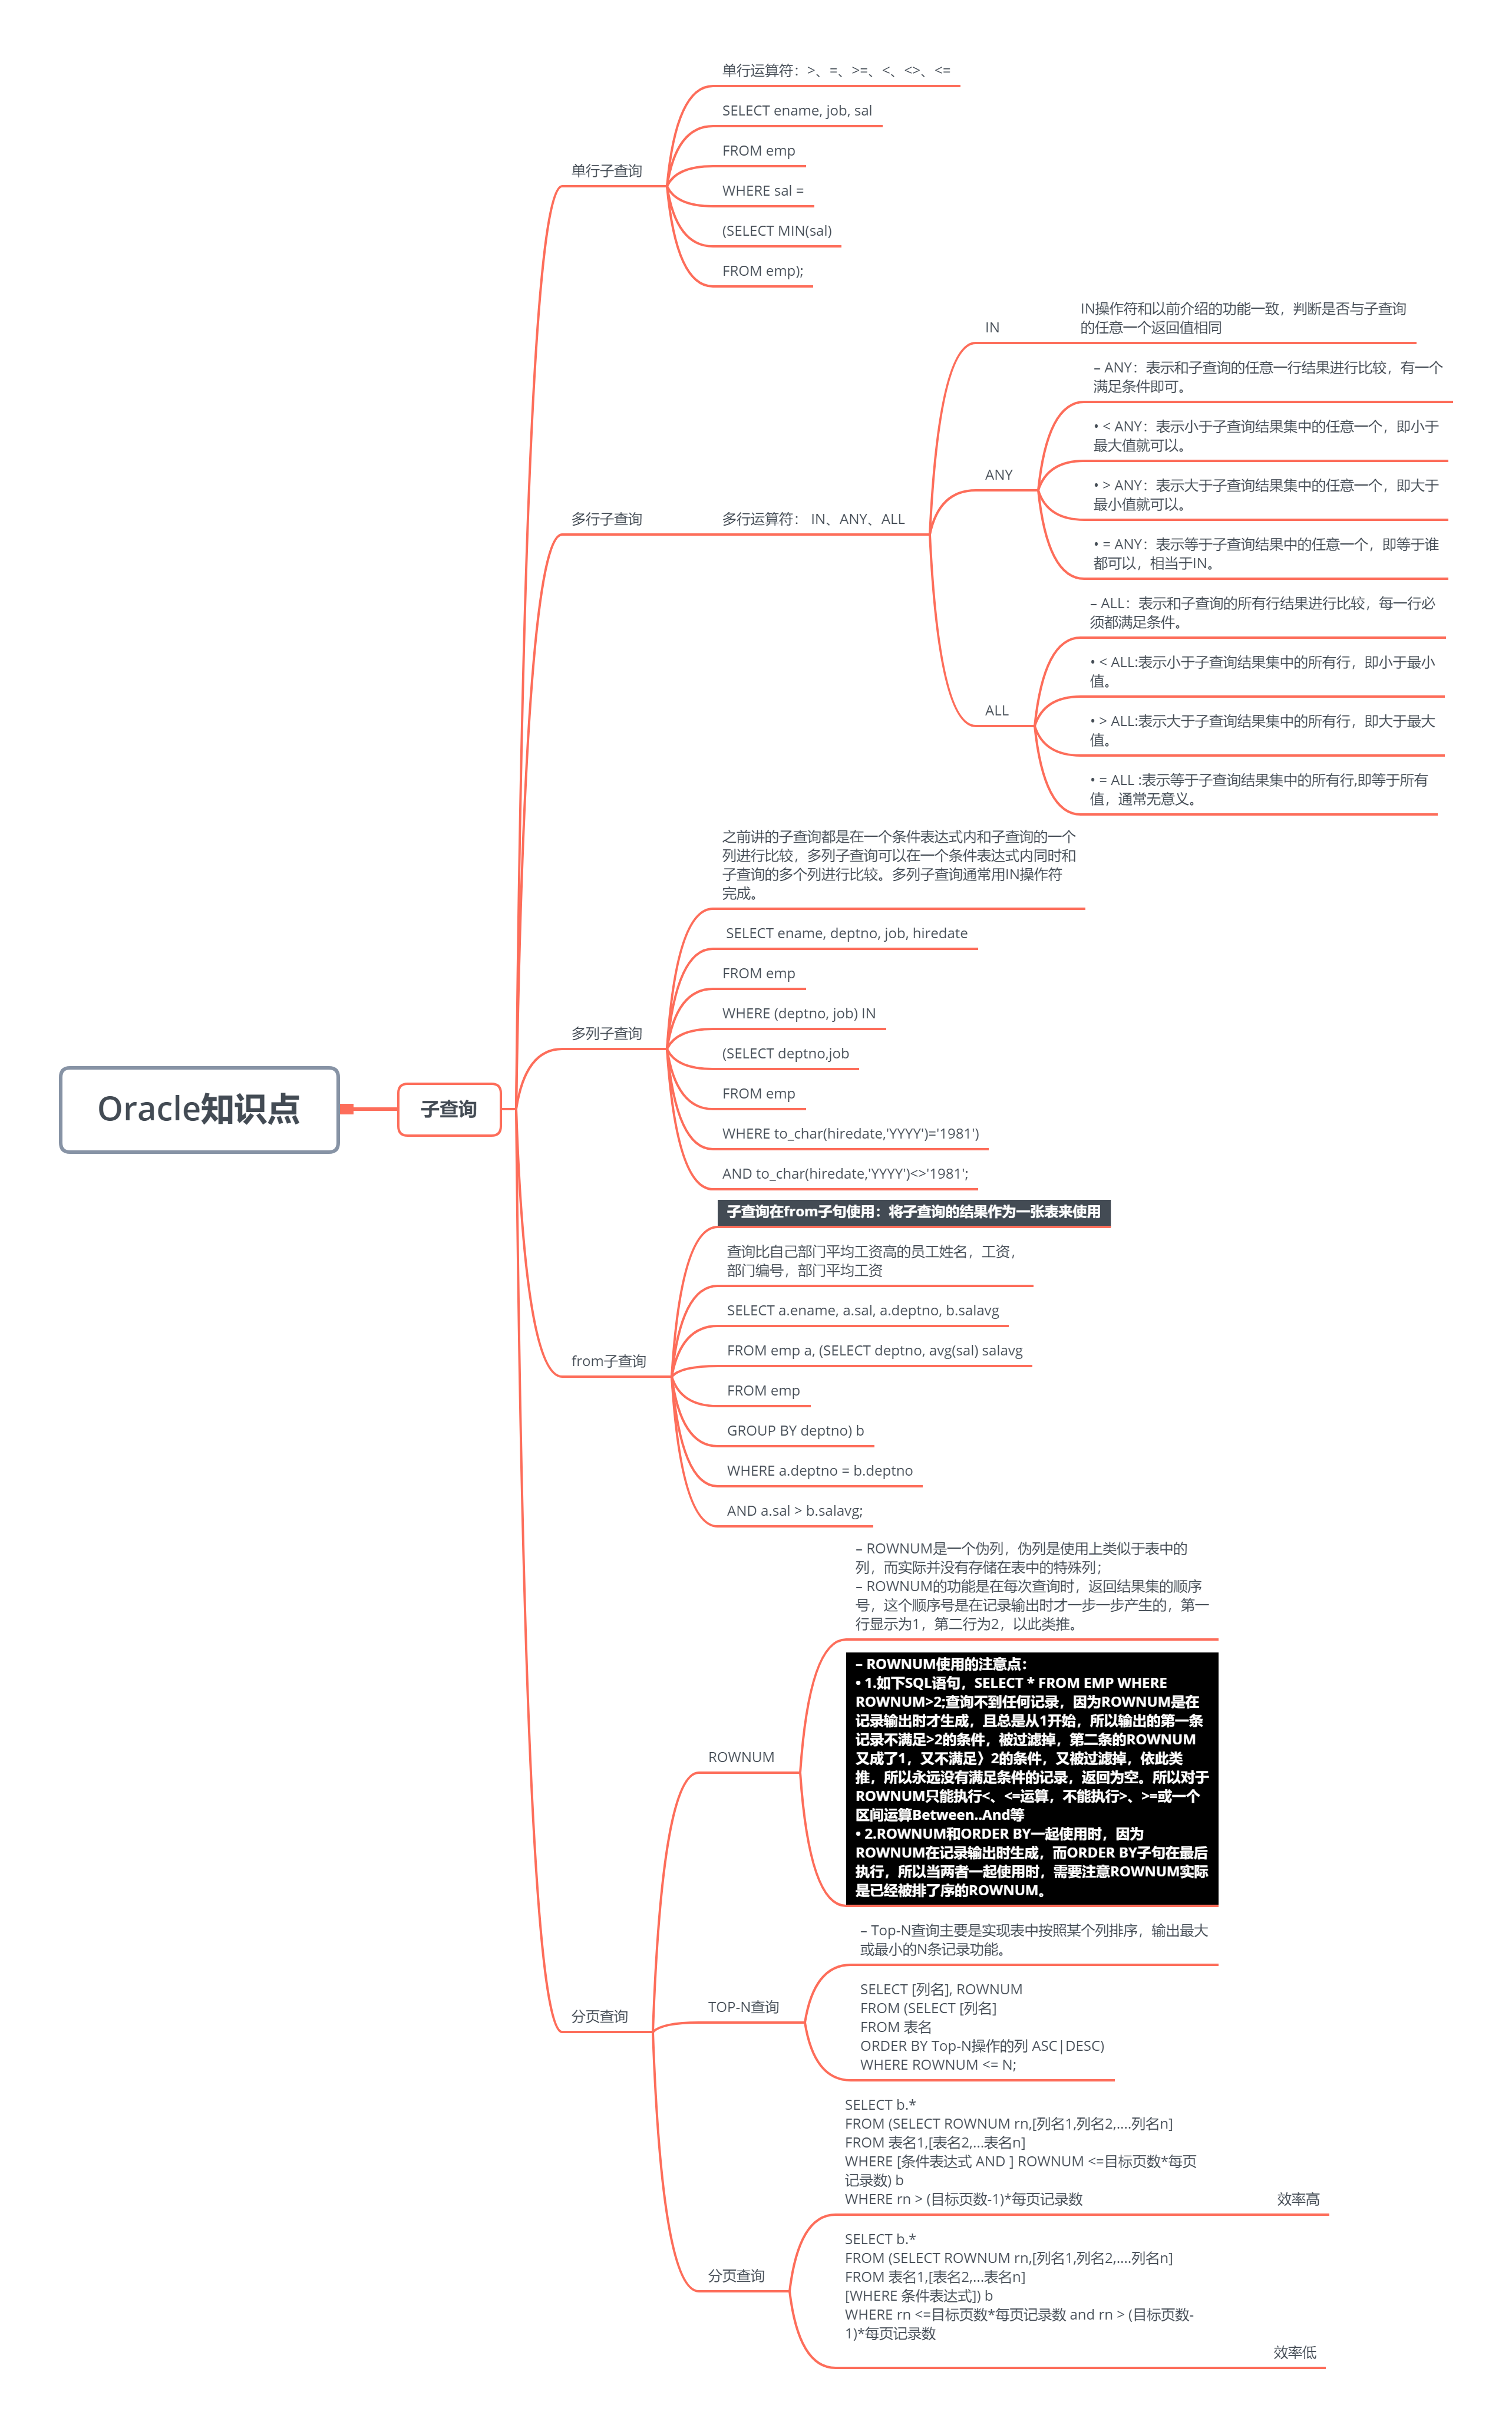 Oracle知识点
子查询
单行子查询
单行运算符：>、=、>=、<、<>、<=
SELECT ename, job, sal
FROM emp
WHERE sal =
(SELECT MIN(sal)
FROM emp);
多行子查询
多行运算符： IN、ANY、ALL
IN
IN操作符和以前介绍的功能一致，判断是否与子查询
的任意一个返回值相同
ANY
– ANY：表示和子查询的任意一行结果进行比较，有一个
满足条件即可。
• < ANY：表示小于子查询结果集中的任意一个，即小于
最大值就可以。
• > ANY：表示大于子查询结果集中的任意一个，即大于
最小值就可以。
• = ANY：表示等于子查询结果中的任意一个，即等于谁
都可以，相当于IN。
ALL
– ALL：表示和子查询的所有行结果进行比较，每一行必
须都满足条件。
• < ALL:表示小于子查询结果集中的所有行，即小于最小
值。
• > ALL:表示大于子查询结果集中的所有行，即大于最大
值。
• = ALL :表示等于子查询结果集中的所有行,即等于所有
值，通常无意义。
多列子查询
之前讲的子查询都是在一个条件表达式内和子查询的一个
列进行比较，多列子查询可以在一个条件表达式内同时和
子查询的多个列进行比较。多列子查询通常用IN操作符
完成。
SELECT ename, deptno, job, hiredate
FROM emp
WHERE (deptno, job) IN
(SELECT deptno,job
FROM emp
WHERE to_char(hiredate,'YYYY')='1981')
AND to_char(hiredate,'YYYY')<>'1981';
from子查询
子查询在from子句使用：将子查询的结果作为一张表来使用
查询比自己部门平均工资高的员工姓名，工资，
部门编号，部门平均工资
SELECT a.ename, a.sal, a.deptno, b.salavg
FROM emp a, (SELECT deptno, avg(sal) salavg
FROM emp
GROUP BY deptno) b
WHERE a.deptno = b.deptno
AND a.sal > b.salavg;
分页查询
ROWNUM
– ROWNUM是一个伪列，伪列是使用上类似于表中的
列，而实际并没有存储在表中的特殊列；
– ROWNUM的功能是在每次查询时，返回结果集的顺序
号，这个顺序号是在记录输出时才一步一步产生的，第一
行显示为1，第二行为2，以此类推。
– ROWNUM使用的注意点：
• 1.如下SQL语句，SELECT * FROM EMP WHERE
ROWNUM>2;查询不到任何记录，因为ROWNUM是在
记录输出时才生成，且总是从1开始，所以输出的第一条
记录不满足>2的条件，被过滤掉，第二条的ROWNUM
又成了1，又不满足〉2的条件，又被过滤掉，依此类
推，所以永远没有满足条件的记录，返回为空。所以对于
ROWNUM只能执行<、<=运算，不能执行>、>=或一个
区间运算Between..And等
• 2.ROWNUM和ORDER BY一起使用时，因为
ROWNUM在记录输出时生成，而ORDER BY子句在最后
执行，所以当两者一起使用时，需要注意ROWNUM实际
是已经被排了序的ROWNUM。
TOP-N查询
– Top-N查询主要是实现表中按照某个列排序，输出最大
或最小的N条记录功能。
SELECT [列名], ROWNUM
FROM (SELECT [列名]
FROM 表名
ORDER BY Top-N操作的列 ASC|DESC)
WHERE ROWNUM <= N;
分页查询
SELECT b.*
FROM (SELECT ROWNUM rn,[列名1,列名2,....列名n]
FROM 表名1,[表名2,...表名n]
WHERE [条件表达式 AND ] ROWNUM <=目标页数*每页
记录数) b
WHERE rn > (目标页数-1)*每页记录数
效率高
SELECT b.*
FROM (SELECT ROWNUM rn,[列名1,列名2,....列名n]
FROM 表名1,[表名2,...表名n]
[WHERE 条件表达式]) b
WHERE rn <=目标页数*每页记录数 and rn > (目标页数-
1)*每页记录数
效率低